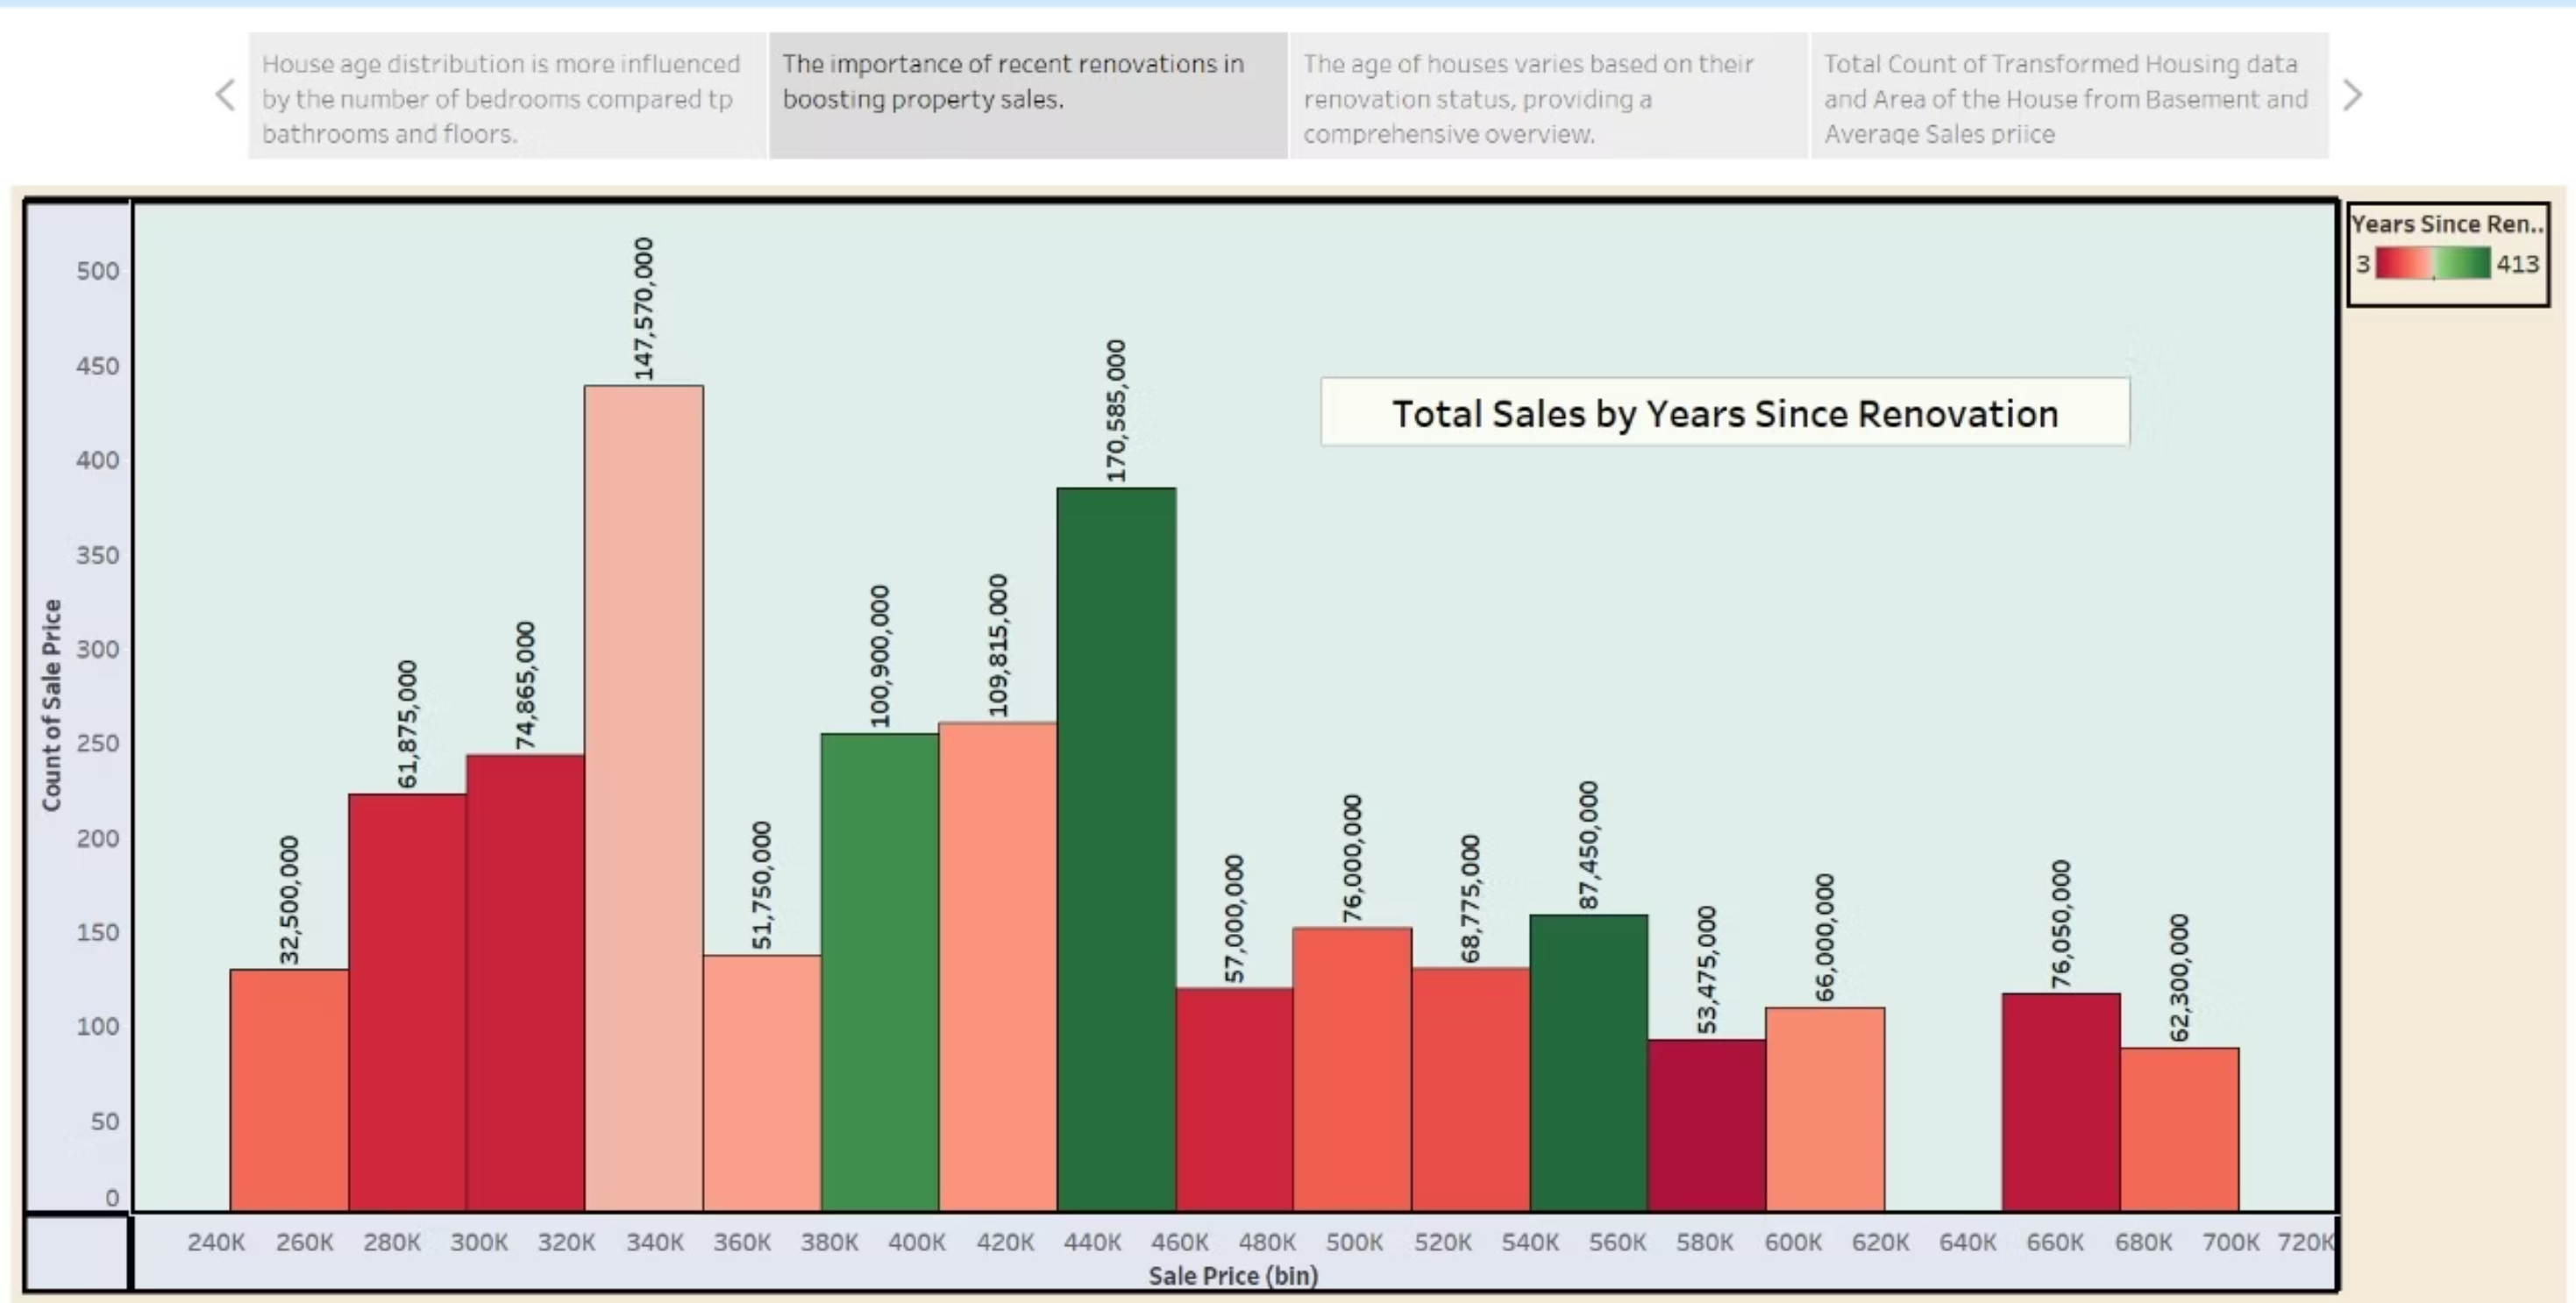 House age distribution is more influenced
by the number of bedrooms compared tp
bathrooms and floors.
The importance of recent renovations in
boosting property sales.
The age of houses varies based on their
renovation status, providing a
comprehensive overview.
Total Count of Transformed Housing data
and Area of the House from Basement and
Average Sales priice
Years Since Ren..
3 413
Total Sales by Years Since Renovation
Count of Sale Price
500
450
400
350
300
250
200
150
100
50
0
32,500,000
61,875,000
74,865,000
147,570,000
51,750,000
100,900,000
109,815,000
170,585,000
57,000,000
76,000,000
68,775,000
87,450,000
53,475,000
66,000,000
76,050,000
62,300,000
240K 260K 280K 300K 320K 340K 360K 380K 400K 420K 440K 460K 480K 500K 520K 540K 560K 580K 600K 620K 640K 660K 680K 700K 720K
Sale Price (bin)